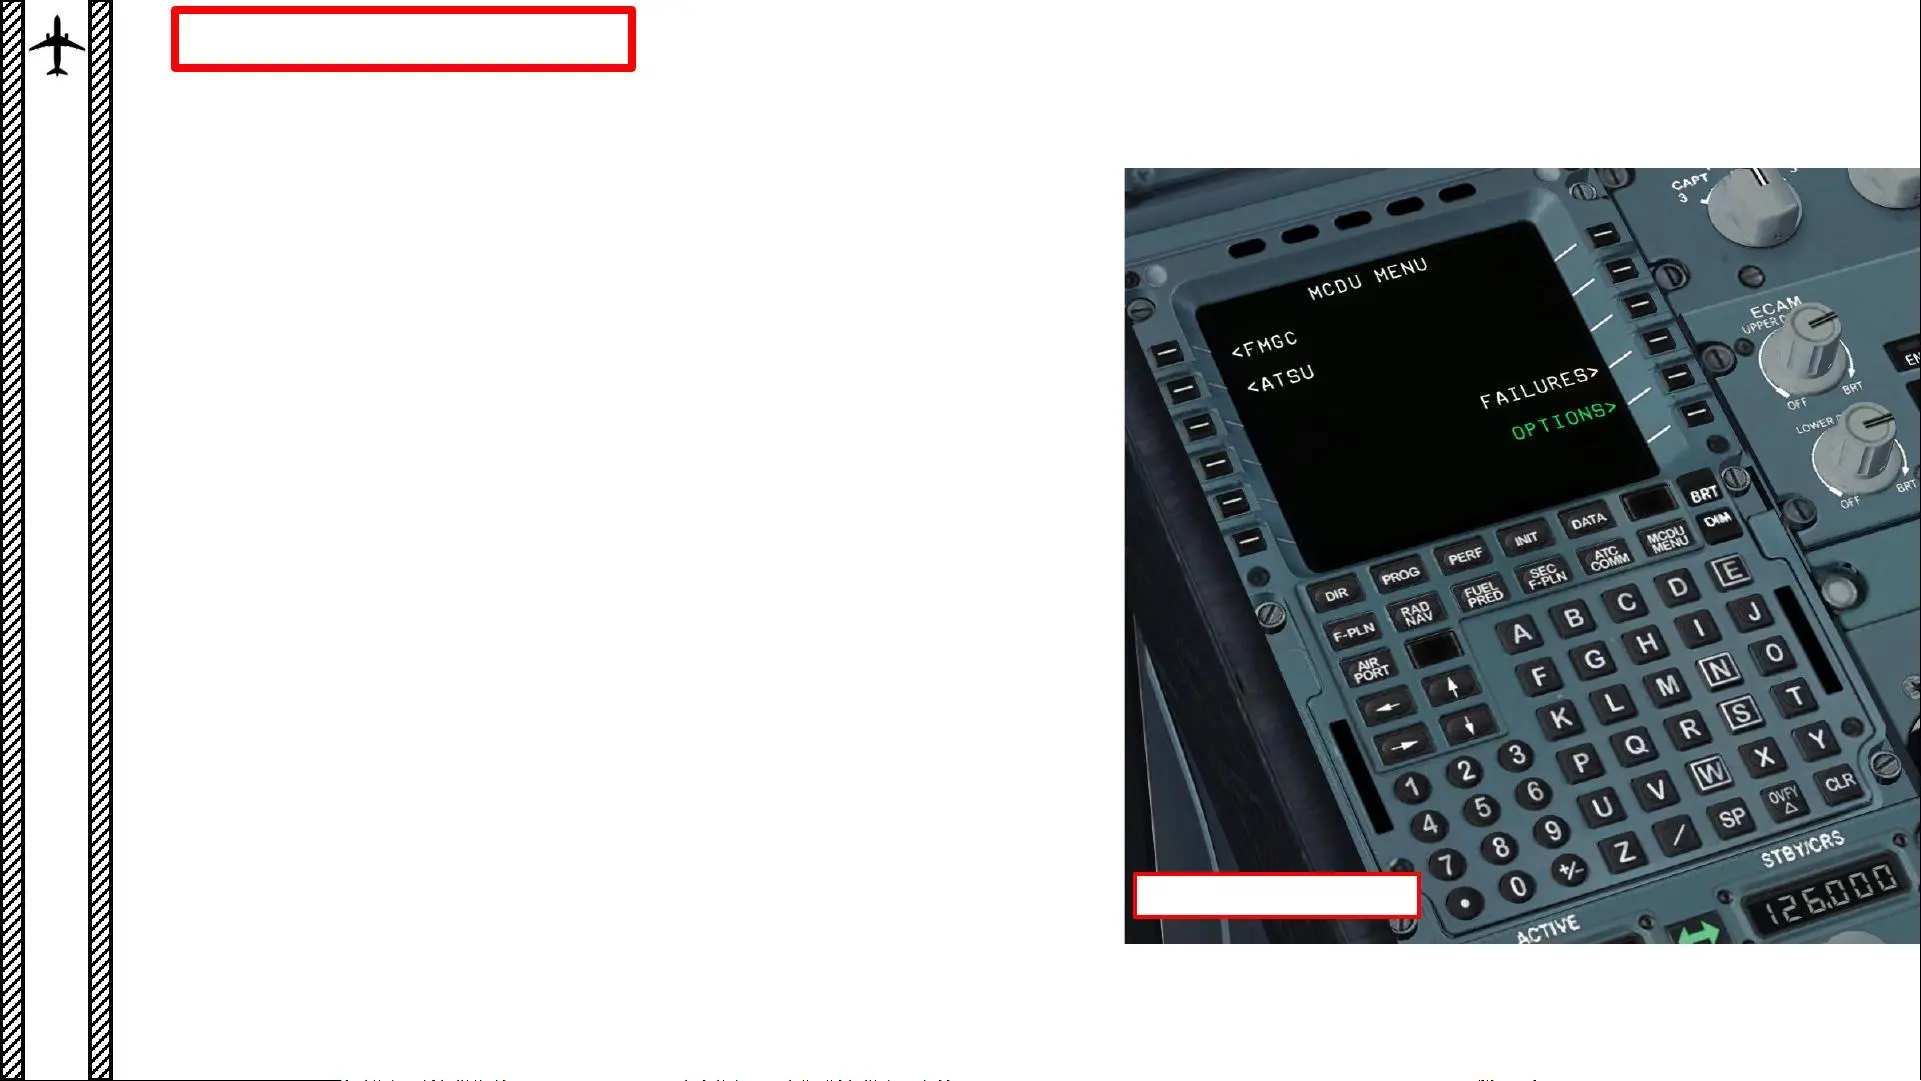 CAPT
3
3
MCDU MENU
<FMGC
<ATSU
FAILURES>
OPTIONS>
ECAM
OFF
BRT
LOWER
OFF
BRT
BRT
DIM
DIR
PROG
PERF
INIT
DATA
F-PLN
RAD NAV
FUEL PRED
SEC F-PLN
ATC COMM
MCDU MENU
AIR PORT
A B C D E
F G H I J
K L M N O
P Q R S T
U V W X Y
Z / SP OVFY △ CLR
1 2 3
4 5 6
7 8 9
• 0 +/-
STBY/CRS
126.000
ACTIVE